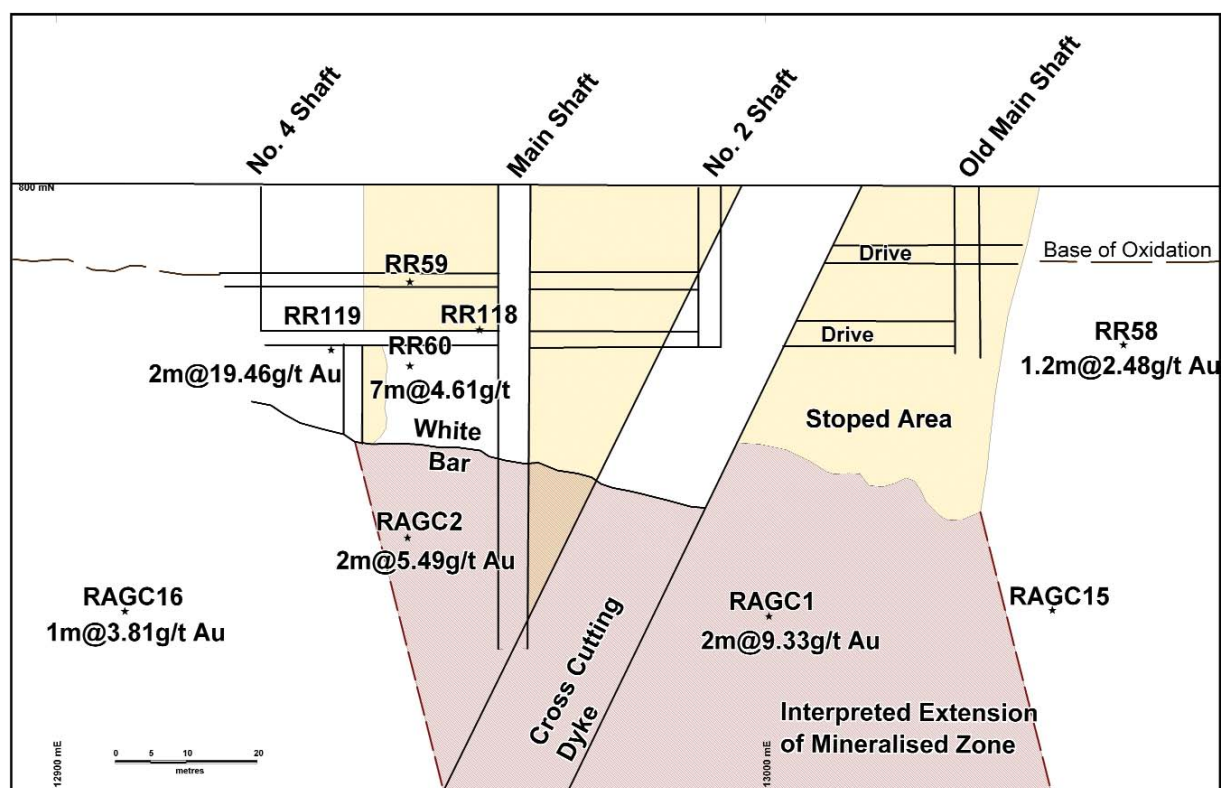 No. 4 Shaft
Main Shaft
No. 2 Shaft
Old Main Shaft
800 mN
Base of Oxidation
Drive
RR59
RR119
RR118
Drive
RR58
RR60
2m@19.46g/t Au
7m@4.61g/t
1.2m@2.48g/t Au
White
Bar
Stoped Area
RAGC2
2m@5.49g/t Au
RAGC16
1m@3.81g/t Au
RAGC1
2m@9.33g/t Au
RAGC15
Cross Cutting
Dyke
Interpreted Extension
of Mineralised Zone
0 5 10 20
metres
12900 mE
13000 mE